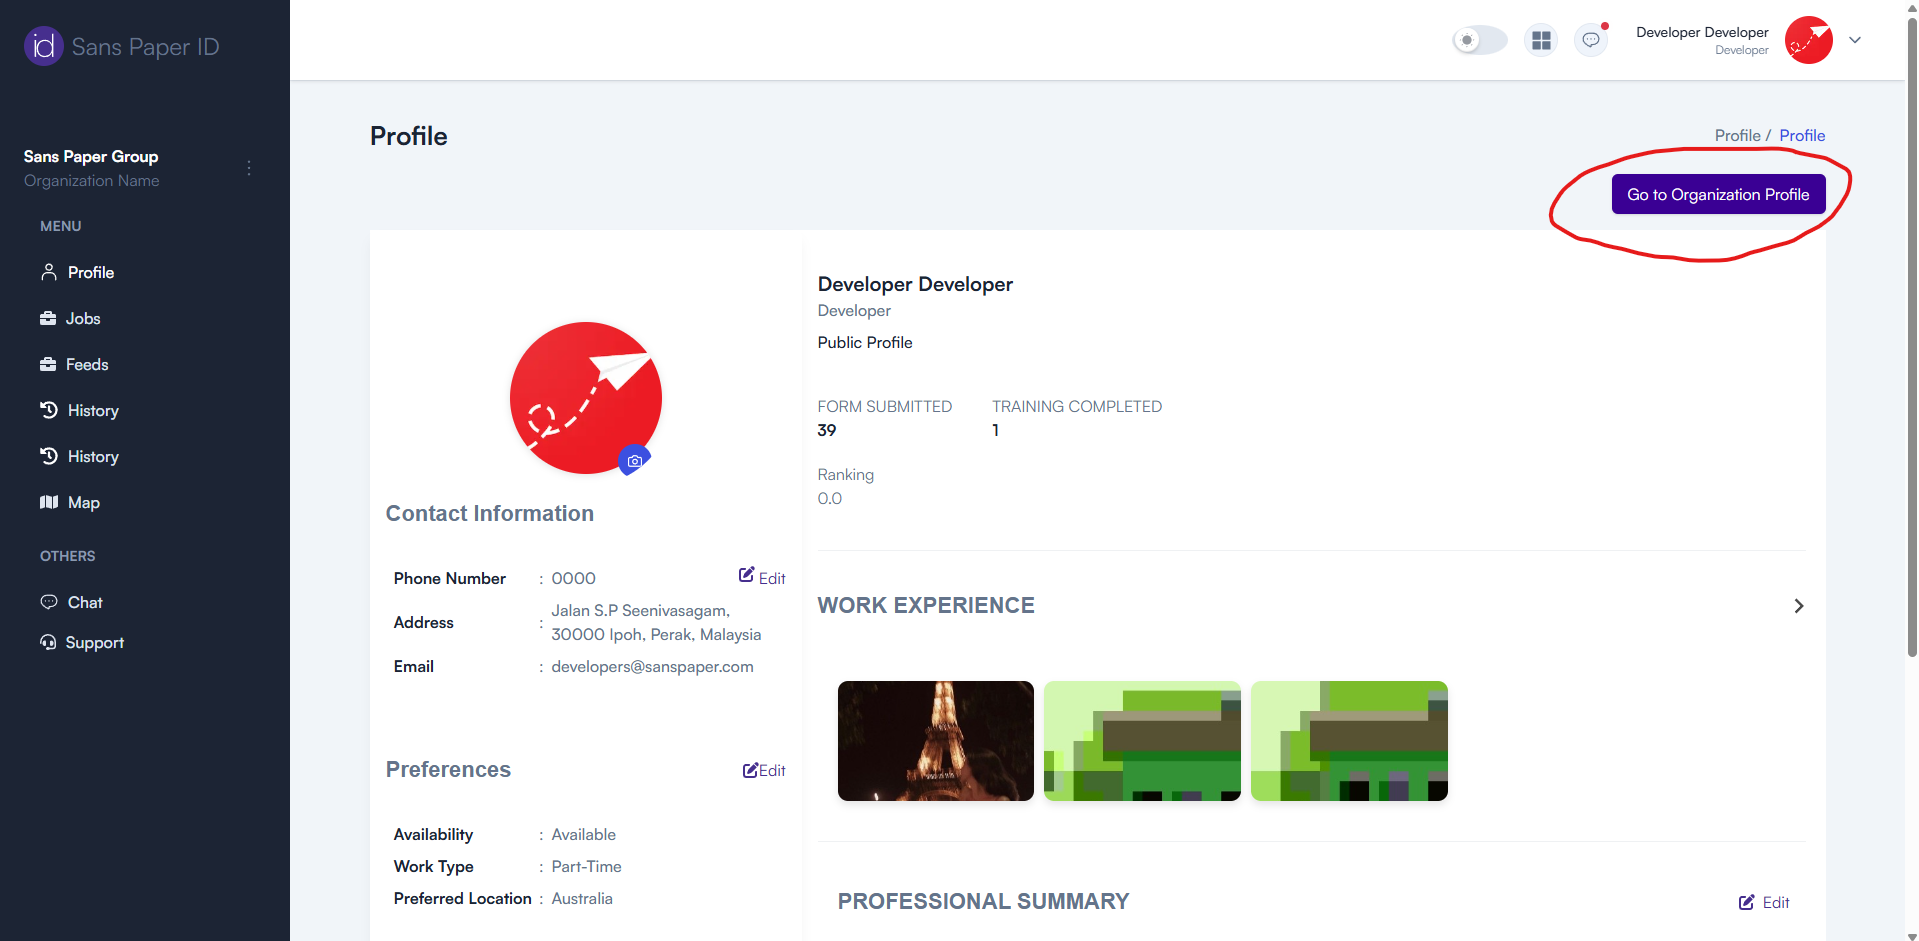 id Sans Paper ID
Developer Developer
Developer
Sans Paper Group
Organization Name
MENU
Profile
Jobs
Feeds
History
History
Map
OTHERS
Chat
Support
Profile
Profile / Profile
Go to Organization Profile
Contact Information
Phone Number : 0000
Edit
Address : Jalan S.P Seenivasagam,
30000 Ipoh, Perak, Malaysia
Email : developers@sanspaper.com
Preferences
Edit
Availability : Available
Work Type : Part-Time
Preferred Location : Australia
Developer Developer
Developer
Public Profile
FORM SUBMITTED
39
TRAINING COMPLETED
1
Ranking
0.0
WORK EXPERIENCE
PROFESSIONAL SUMMARY
Edit